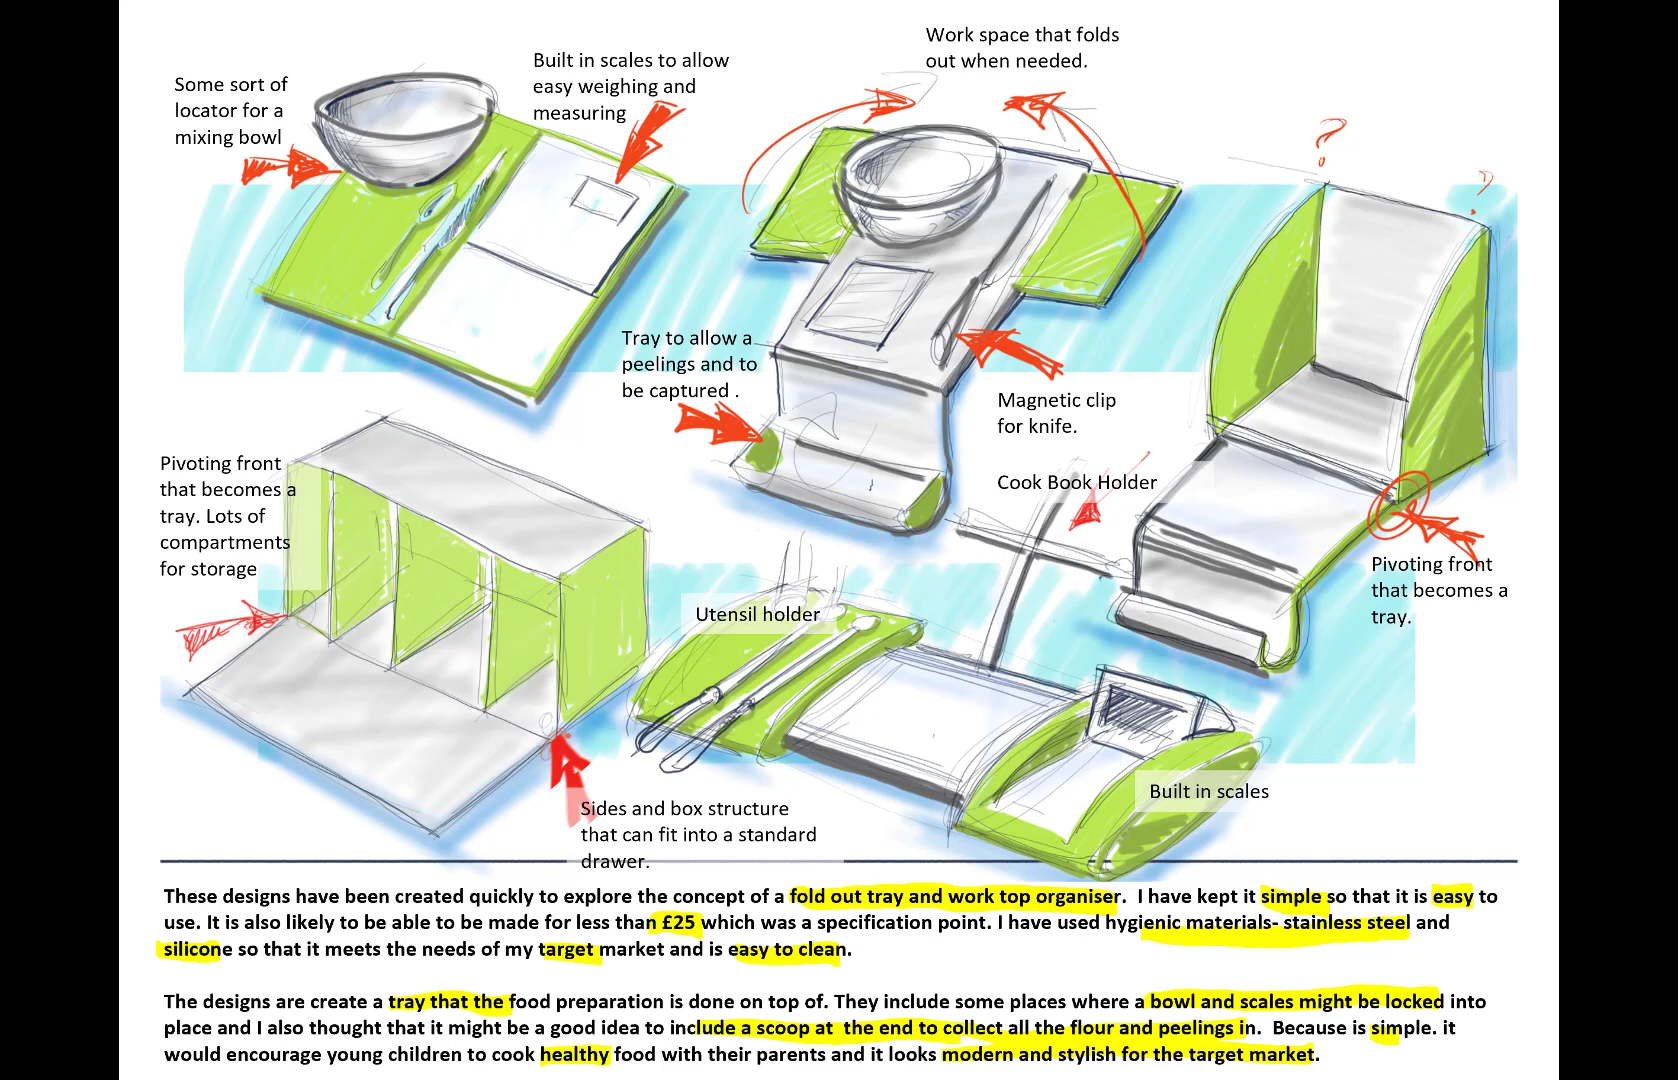 Work space that folds
out when needed.
Built in scales to allow
easy weighing and
measuring
Some sort of
locator for a
mixing bowl
?
?
Tray to allow a
peelings and to
be captured .
Magnetic clip
for knife.
Cook Book Holder
Pivoting front
that becomes a
tray. Lots of
compartments
for storage
Pivoting front
that becomes a
tray.
Utensil holder
Built in scales
Sides and box structure
that can fit into a standard
drawer.
These designs have been created quickly to explore the concept of a fold out tray and work top organiser. I have kept it simple so that it is easy to
use. It is also likely to be able to be made for less than £25 which was a specification point. I have used hygienic materials- stainless steel and
silicone so that it meets the needs of my target market and is easy to clean.
The designs are create a tray that the food preparation is done on top of. They include some places where a bowl and scales might be locked into
place and I also thought that it might be a good idea to include a scoop at the end to collect all the flour and peelings in. Because is simple. it
would encourage young children to cook healthy food with their parents and it looks modern and stylish for the target market.